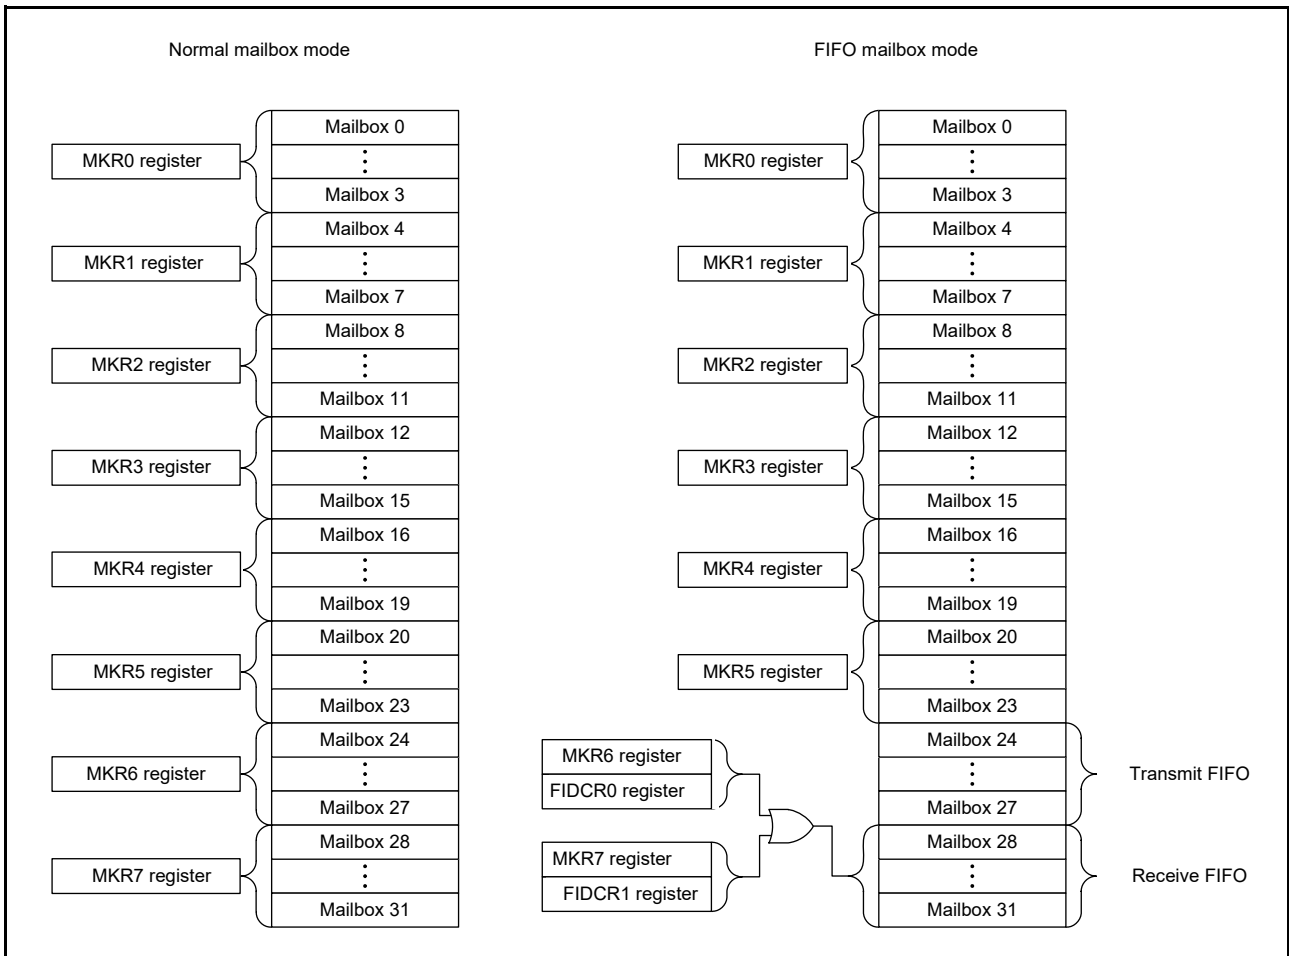 Normal mailbox mode
MKR0 register
Mailbox 0
Mailbox 3
MKR1 register
Mailbox 4
Mailbox 7
MKR2 register
Mailbox 8
Mailbox 11
MKR3 register
Mailbox 12
Mailbox 15
MKR4 register
Mailbox 16
Mailbox 19
MKR5 register
Mailbox 20
Mailbox 23
MKR6 register
Mailbox 24
Mailbox 27
MKR7 register
Mailbox 28
Mailbox 31
FIFO mailbox mode
MKR0 register
Mailbox 0
Mailbox 3
MKR1 register
Mailbox 4
Mailbox 7
MKR2 register
Mailbox 8
Mailbox 11
MKR3 register
Mailbox 12
Mailbox 15
MKR4 register
Mailbox 16
Mailbox 19
MKR5 register
Mailbox 20
Mailbox 23
MKR6 register
FIDCR0 register
Mailbox 24
Mailbox 27
Transmit FIFO
MKR7 register
FIDCR1 register
Mailbox 28
Mailbox 31
Receive FIFO